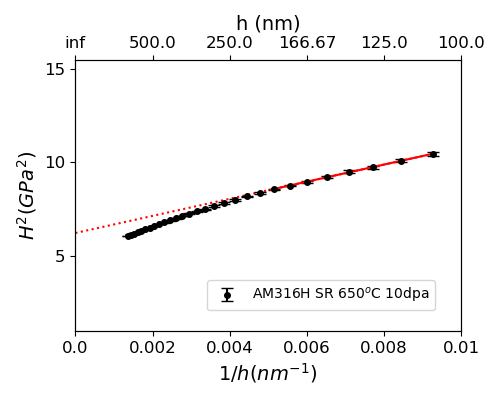 h (nm)
inf 500.0 250.0 166.67 125.0 100.0
15
10
5
H²(GPa²)
AM316H SR 650°C 10dpa
0.0 0.002 0.004 0.006 0.008 0.01
1/h(nm⁻¹)